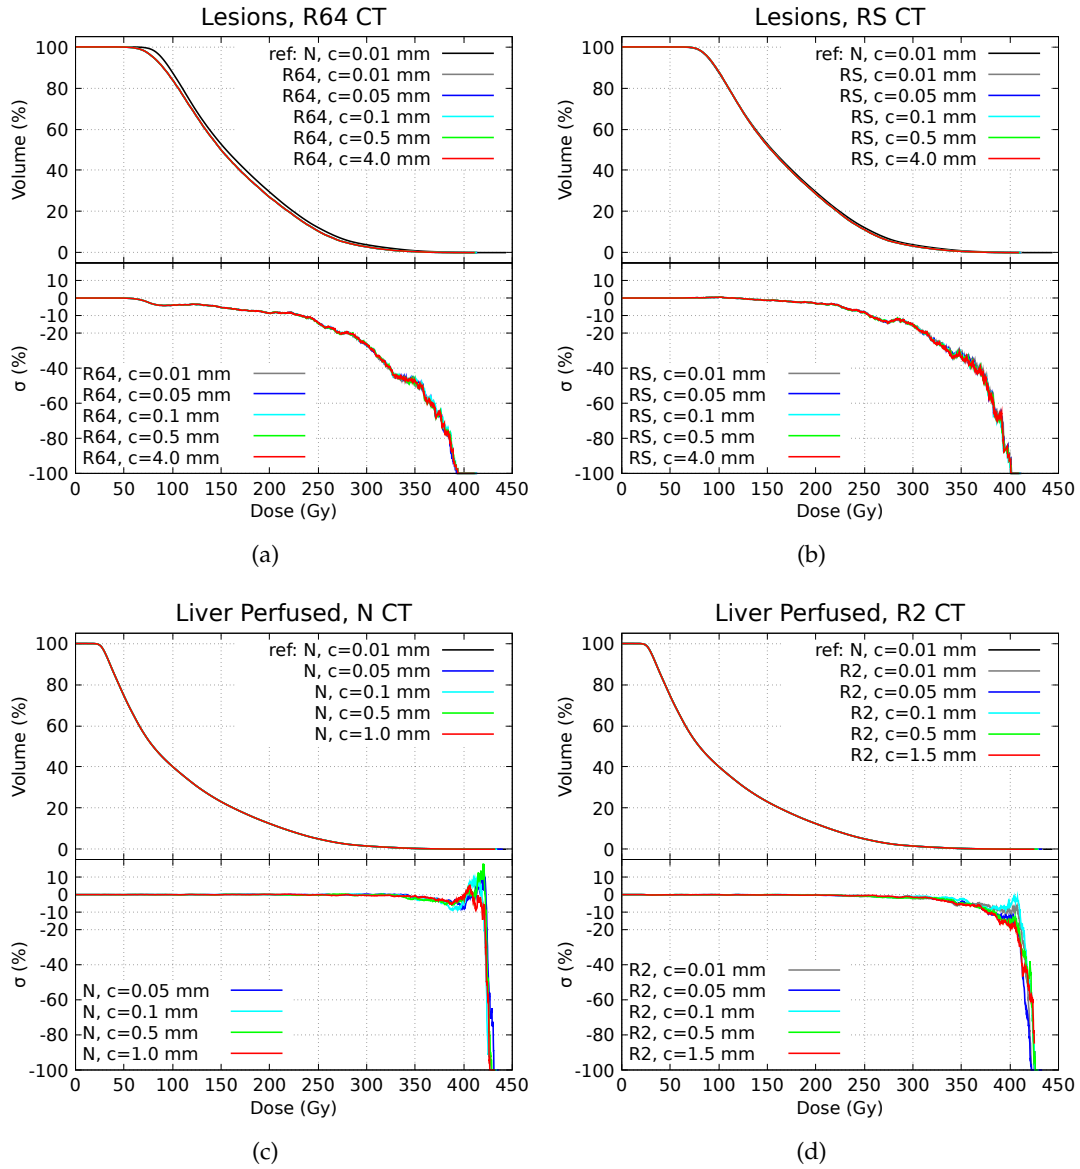 Lesions, R64 CT
100
80
60
40
20
0
Volume (%)
ref: N, c=0.01 mm
R64, c=0.01 mm
R64, c=0.05 mm
R64, c=0.1 mm
R64, c=0.5 mm
R64, c=4.0 mm
10
0
-10
-20
-40
-60
-80
-100
σ (%)
R64, c=0.01 mm
R64, c=0.05 mm
R64, c=0.1 mm
R64, c=0.5 mm
R64, c=4.0 mm
0 50 100 150 200 250 300 350 400 450
Dose (Gy)
(a)
Lesions, RS CT
100
80
60
40
20
0
Volume (%)
ref: N, c=0.01 mm
RS, c=0.01 mm
RS, c=0.05 mm
RS, c=0.1 mm
RS, c=0.5 mm
RS, c=4.0 mm
10
0
-10
-20
-40
-60
-80
-100
σ (%)
RS, c=0.01 mm
RS, c=0.05 mm
RS, c=0.1 mm
RS, c=0.5 mm
RS, c=4.0 mm
0 50 100 150 200 250 300 350 400 450
Dose (Gy)
(b)
Liver Perfused, N CT
100
80
60
40
20
0
Volume (%)
ref: N, c=0.01 mm
N, c=0.05 mm
N, c=0.1 mm
N, c=0.5 mm
N, c=1.0 mm
10
0
-10
-20
-40
-60
-80
-100
σ (%)
N, c=0.05 mm
N, c=0.1 mm
N, c=0.5 mm
N, c=1.0 mm
0 50 100 150 200 250 300 350 400 450
Dose (Gy)
(c)
Liver Perfused, R2 CT
100
80
60
40
20
0
Volume (%)
ref: N, c=0.01 mm
R2, c=0.01 mm
R2, c=0.05 mm
R2, c=0.1 mm
R2, c=0.5 mm
R2, c=1.5 mm
10
0
-10
-20
-40
-60
-80
-100
σ (%)
R2, c=0.01 mm
R2, c=0.05 mm
R2, c=0.1 mm
R2, c=0.5 mm
R2, c=1.5 mm
0 50 100 150 200 250 300 350 400 450
Dose (Gy)
(d)